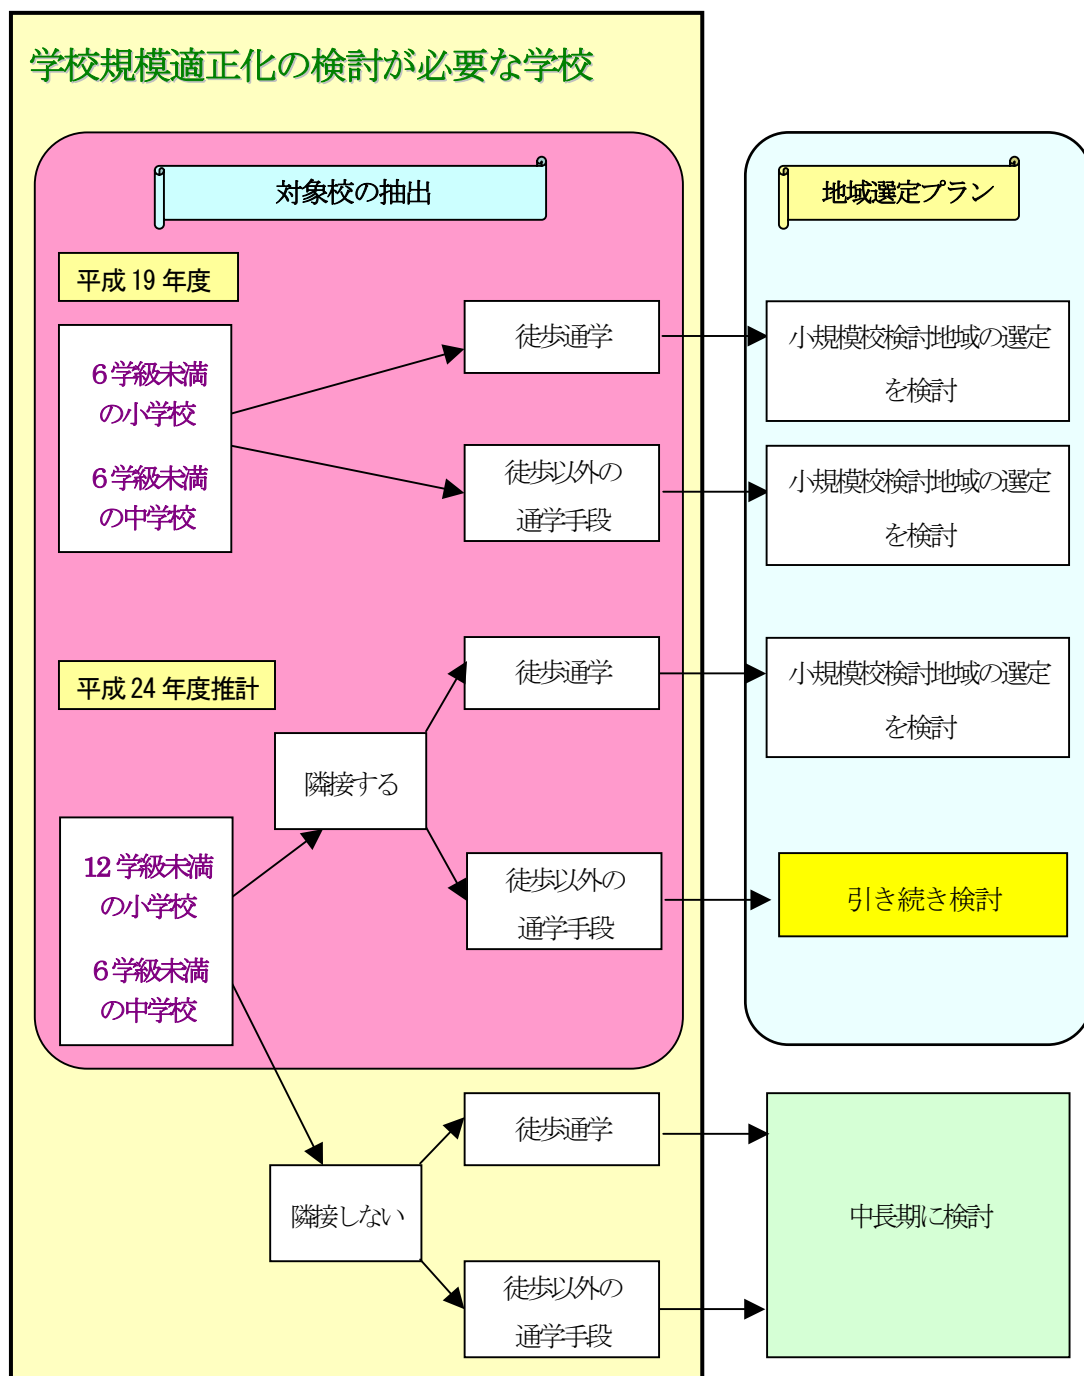 学校規模適正化の検討が必要な学校
対象校の抽出
地域選定プラン
平成 19 年度
6学級未満
の小学校
6学級未満
の中学校
徒歩通学
小規模校検討地域の選定
を検討
徒歩以外の
通学手段
小規模校検討地域の選定
を検討
平成 24 年度推計
12 学級未満
の小学校
6学級未満
の中学校
隣接する
徒歩通学
小規模校検討地域の選定
を検討
徒歩以外の
通学手段
引き続き検討
隣接しない
徒歩通学
徒歩以外の
通学手段
中長期に検討